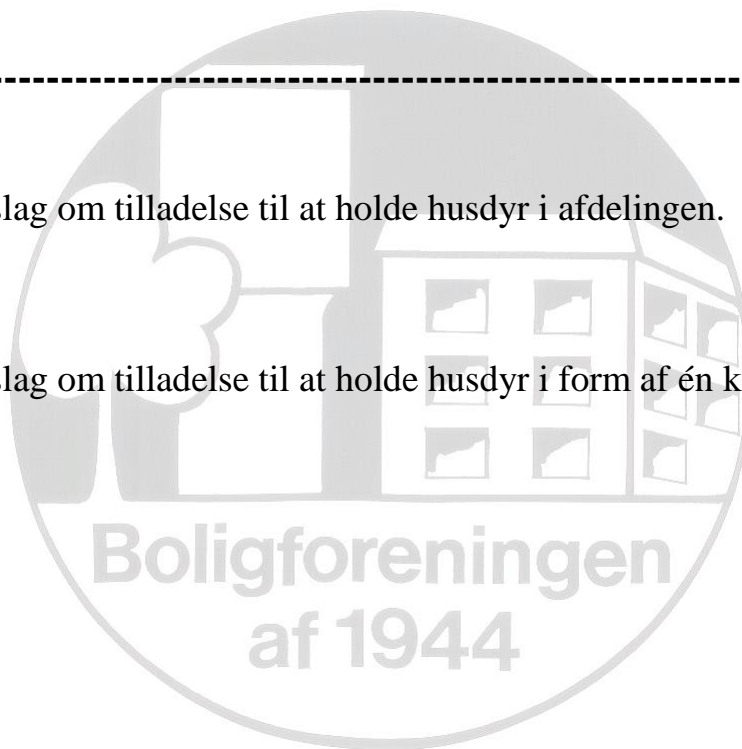 slag om tilladelse til at holde husdyr i afdelingen.
slag om tilladelse til at holde husdyr i form af én k
Boligforeningen
af 1944